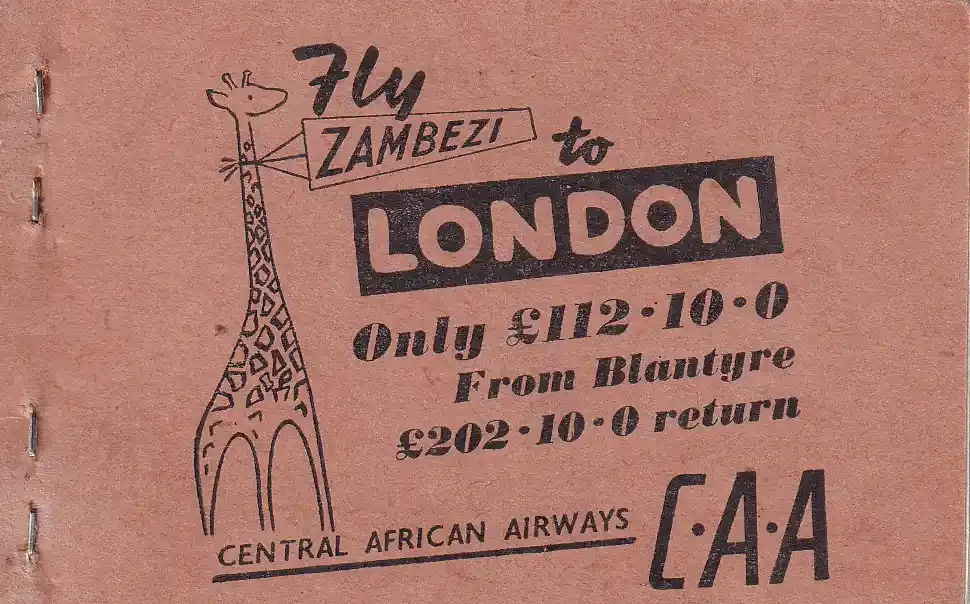 Fly
ZAMBEZI
to
LONDON
Only £112·10·0
From Blantyre
£202·10·0 return
CENTRAL AFRICAN AIRWAYS
C·A·A